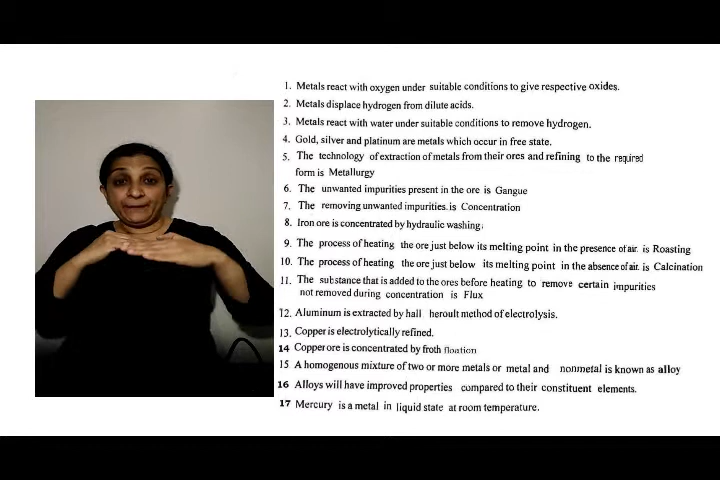 1. Metals react with oxygen under suitable conditions to give respective oxides.
2. Metals displace hydrogen from dilute acids.
3. Metals react with water under suitable conditions to remove hydrogen.
4. Gold, silver and platinum are metals which occur in free state.
5. The technology of extraction of metals from their ores and refining to the required
form is Metallurgy
6. The unwanted impurities present in the ore is Gangue
7. The removing unwanted impurities. is Concentration
8. Iron ore is concentrated by hydraulic washing.
9. The process of heating the ore just below its melting point in the presence of air. is Roasting
10. The process of heating the ore just below its melting point in the absence of air. is Calcination
11. The substance that is added to the ores before heating to remove certain impurities
not removed during concentration is Flux
12. Aluminum is extracted by hall heroult method of electrolysis.
13. Copper is electrolytically refined.
14 Copper ore is concentrated by froth floation
15 A homogenous mixture of two or more metals or metal and nonmetal is known as alloy
16 Alloys will have improved properties compared to their constituent elements.
17 Mercury is a metal in liquid state at room temperature.